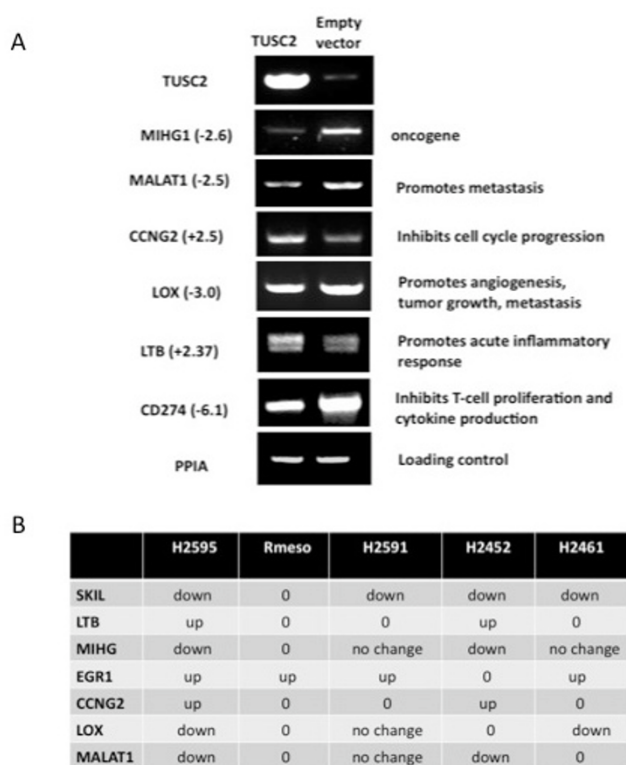 A
TUSC2 Empty vector
TUSC2
MIHG1 (-2.6) oncogene
MALAT1 (-2.5) Promotes metastasis
CCNG2 (+2.5) Inhibits cell cycle progression
LOX (-3.0) Promotes angiogenesis, tumor growth, metastasis
LTB (+2.37) Promotes acute inflammatory response
CD274 (-6.1) Inhibits T-cell proliferation and cytokine production
PPIA Loading control
B
H2595 Rmeso H2591 H2452 H2461
SKIL down 0 down down down
LTB up 0 0 up 0
MIHG down 0 no change down no change
EGR1 up up up 0 up
CCNG2 up 0 0 up 0
LOX down 0 no change 0 down
MALAT1 down 0 no change down 0